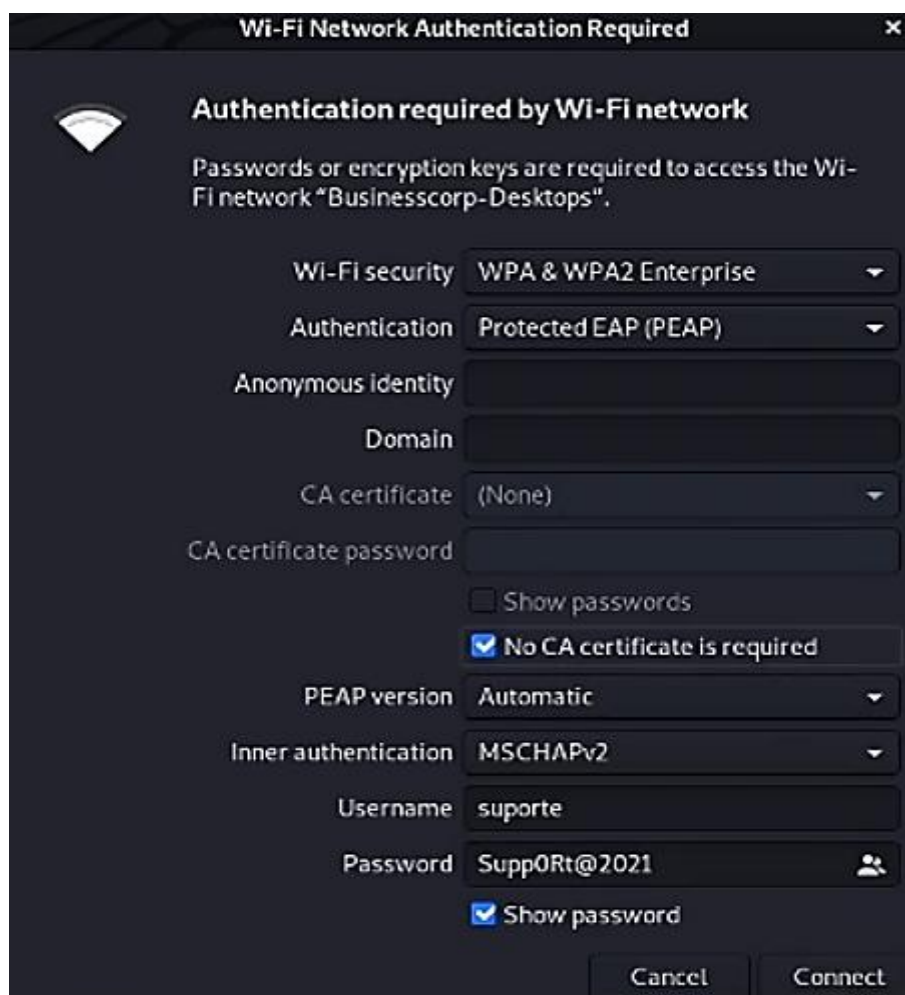 Wi-Fi Network Authentication Required
Authentication required by Wi-Fi network
Passwords or encryption keys are required to access the Wi-
Fi network "Businesscorp-Desktops".
Wi-Fi security WPA & WPA2 Enterprise
Authentication Protected EAP (PEAP)
Anonymous identity
Domain
CA certificate (None)
CA certificate password
Show passwords
No CA certificate is required
PEAP version Automatic
Inner authentication MSCHAPv2
Username suporte
Password Supp0Rt@2021
Show password
Cancel Connect